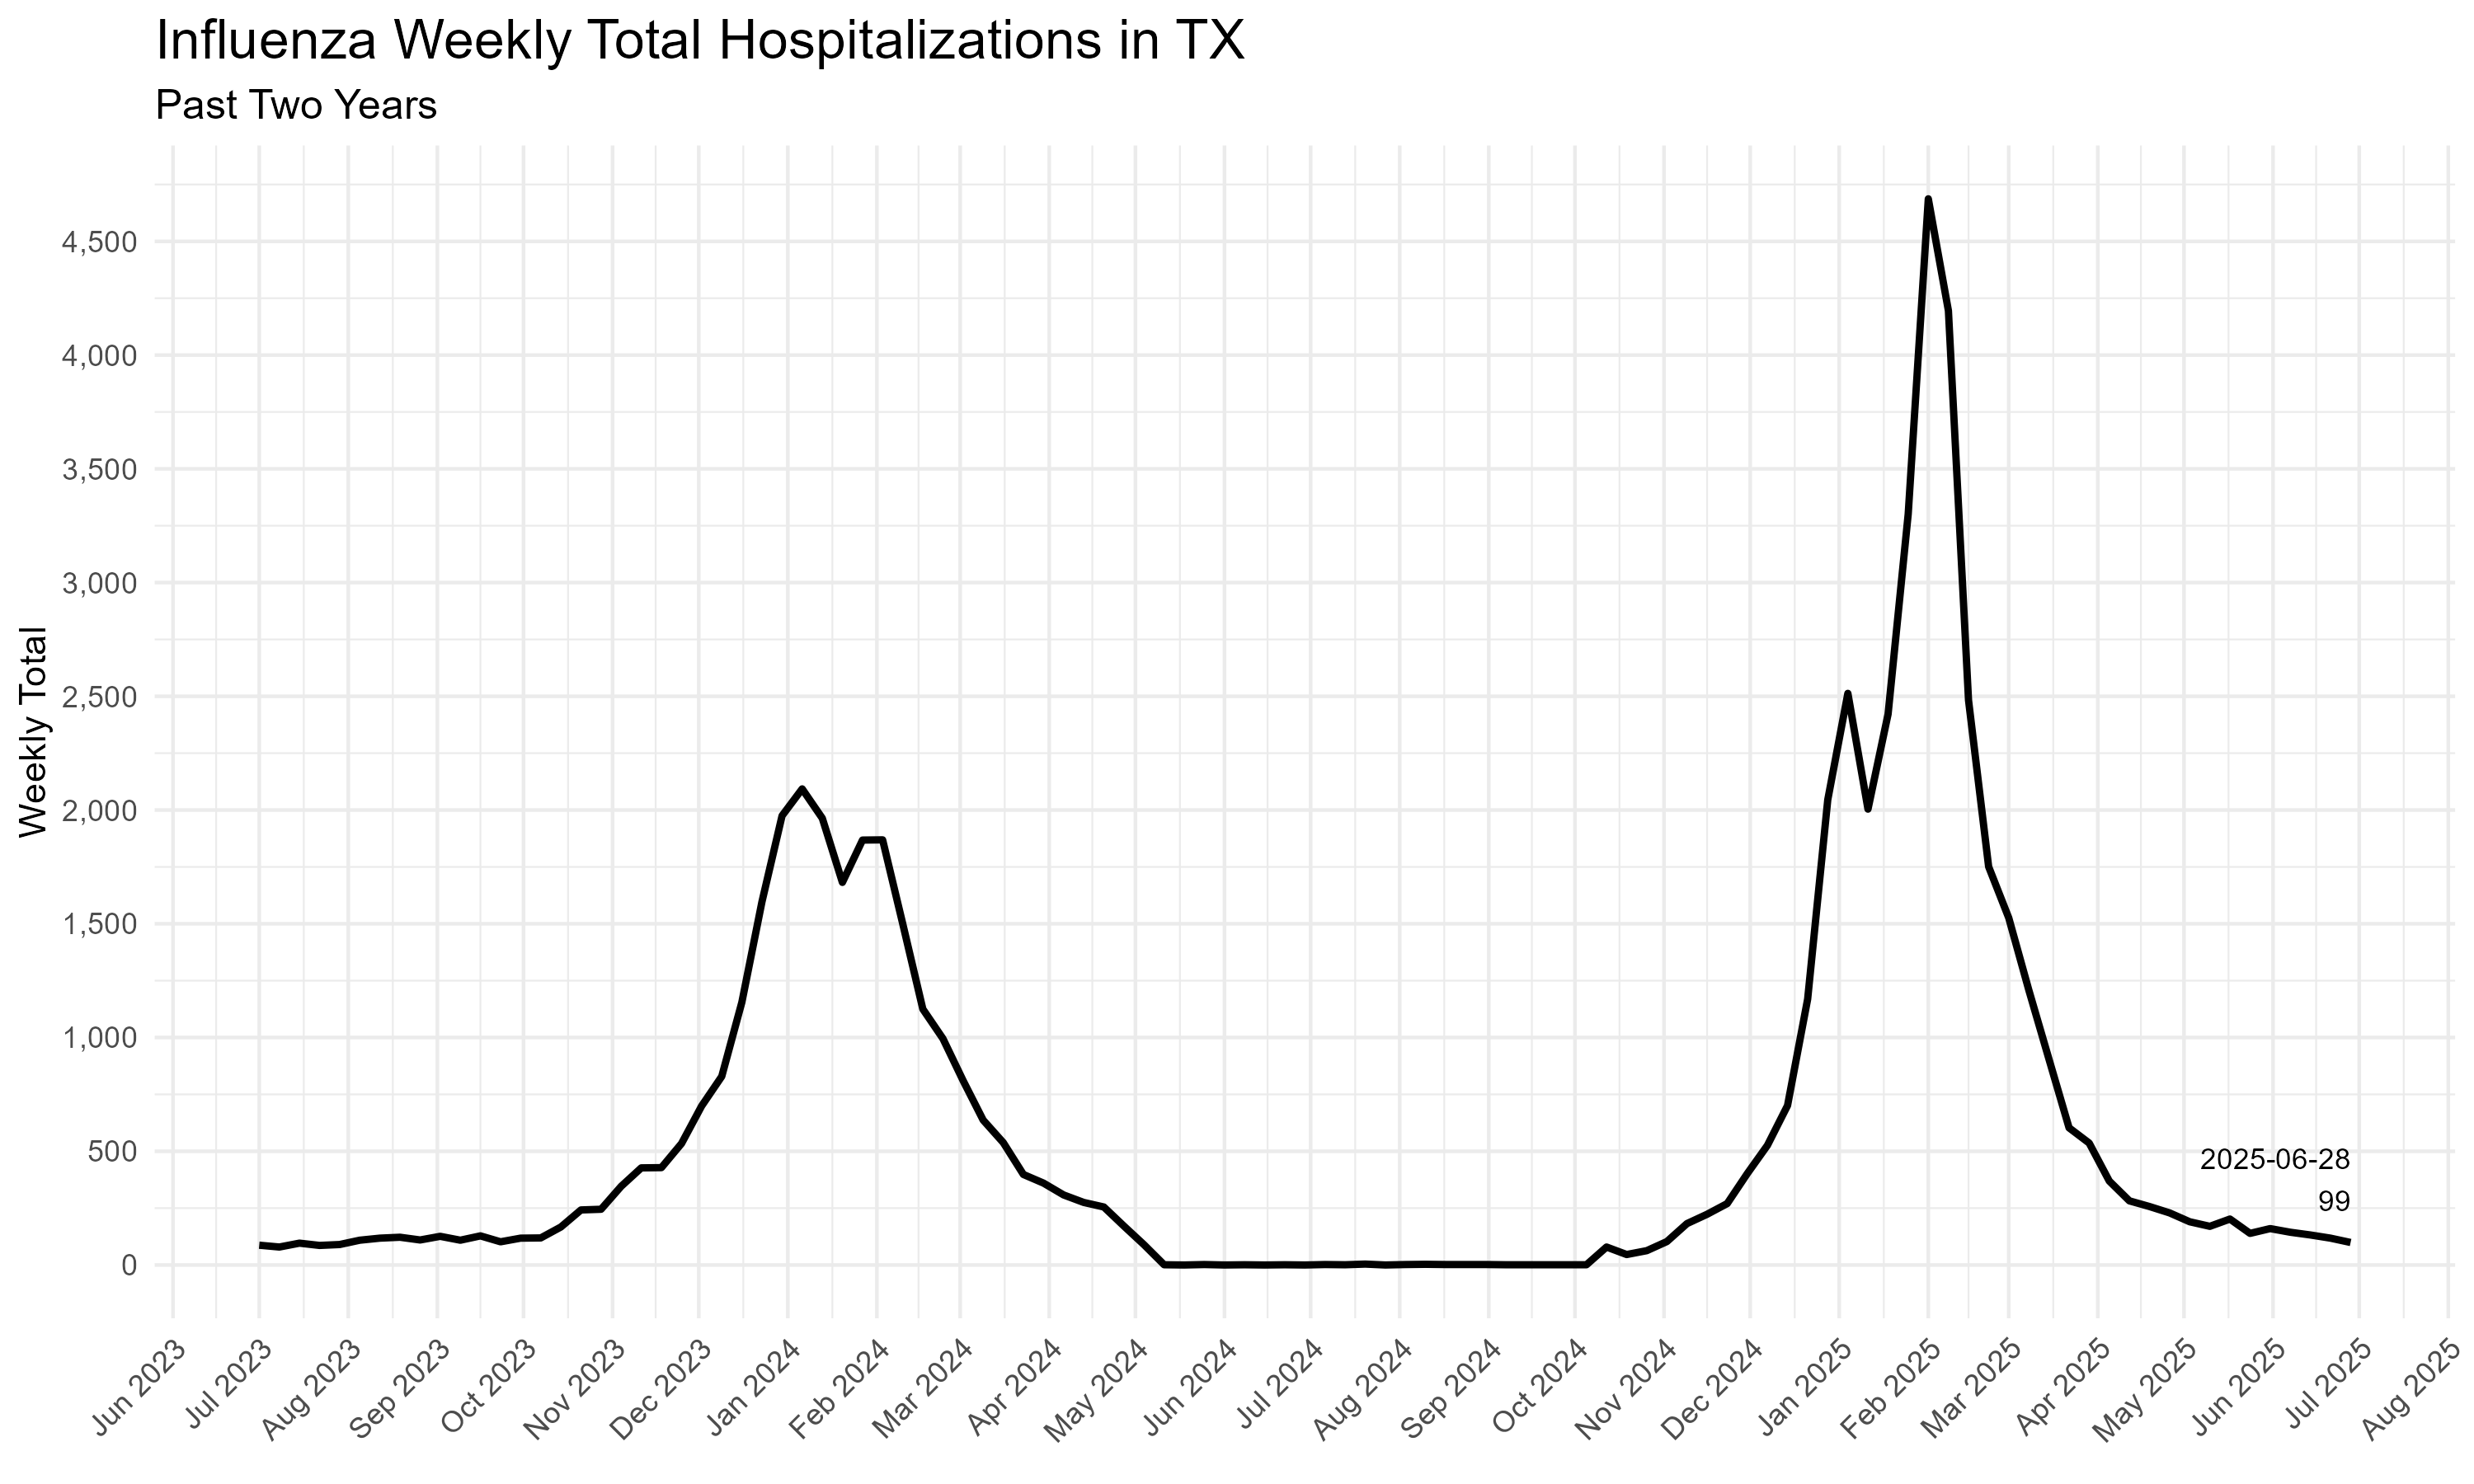 Influenza Weekly Total Hospitalizations in TX
Past Two Years
Weekly Total
4,500
4,000
3,500
3,000
2,500
2,000
1,500
1,000
500
0
2025-06-28
99
Jun 2023
Jul 2023
Aug 2023
Sep 2023
Oct 2023
Nov 2023
Dec 2023
Jan 2024
Feb 2024
Mar 2024
Apr 2024
May 2024
Jun 2024
Jul 2024
Aug 2024
Sep 2024
Oct 2024
Nov 2024
Dec 2024
Jan 2025
Feb 2025
Mar 2025
Apr 2025
May 2025
Jun 2025
Jul 2025
Aug 2025